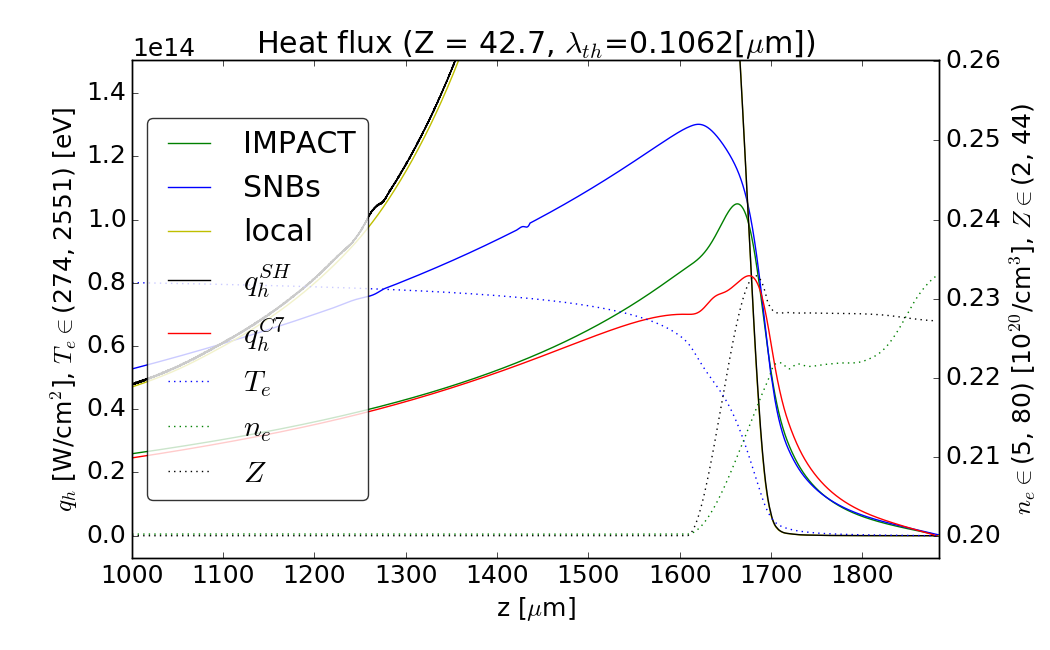 1e14
Heat flux (Z = 42.7, λ_th=0.1062[μm])
q_h [W/cm²], T_e ∈ (274, 2551) [eV]
1.4
1.2
1.0
0.8
0.6
0.4
0.2
0.0
IMPACT
SNBs
local
q_h^SH
q_h^C7
T_e
n_e
Z
0.26
0.25
0.24
0.23
0.22
0.21
0.20
n_e ∈ (5, 80) [10²⁰/cm³], Z ∈ (2, 44)
1000 1100 1200 1300 1400 1500 1600 1700 1800
z [μm]